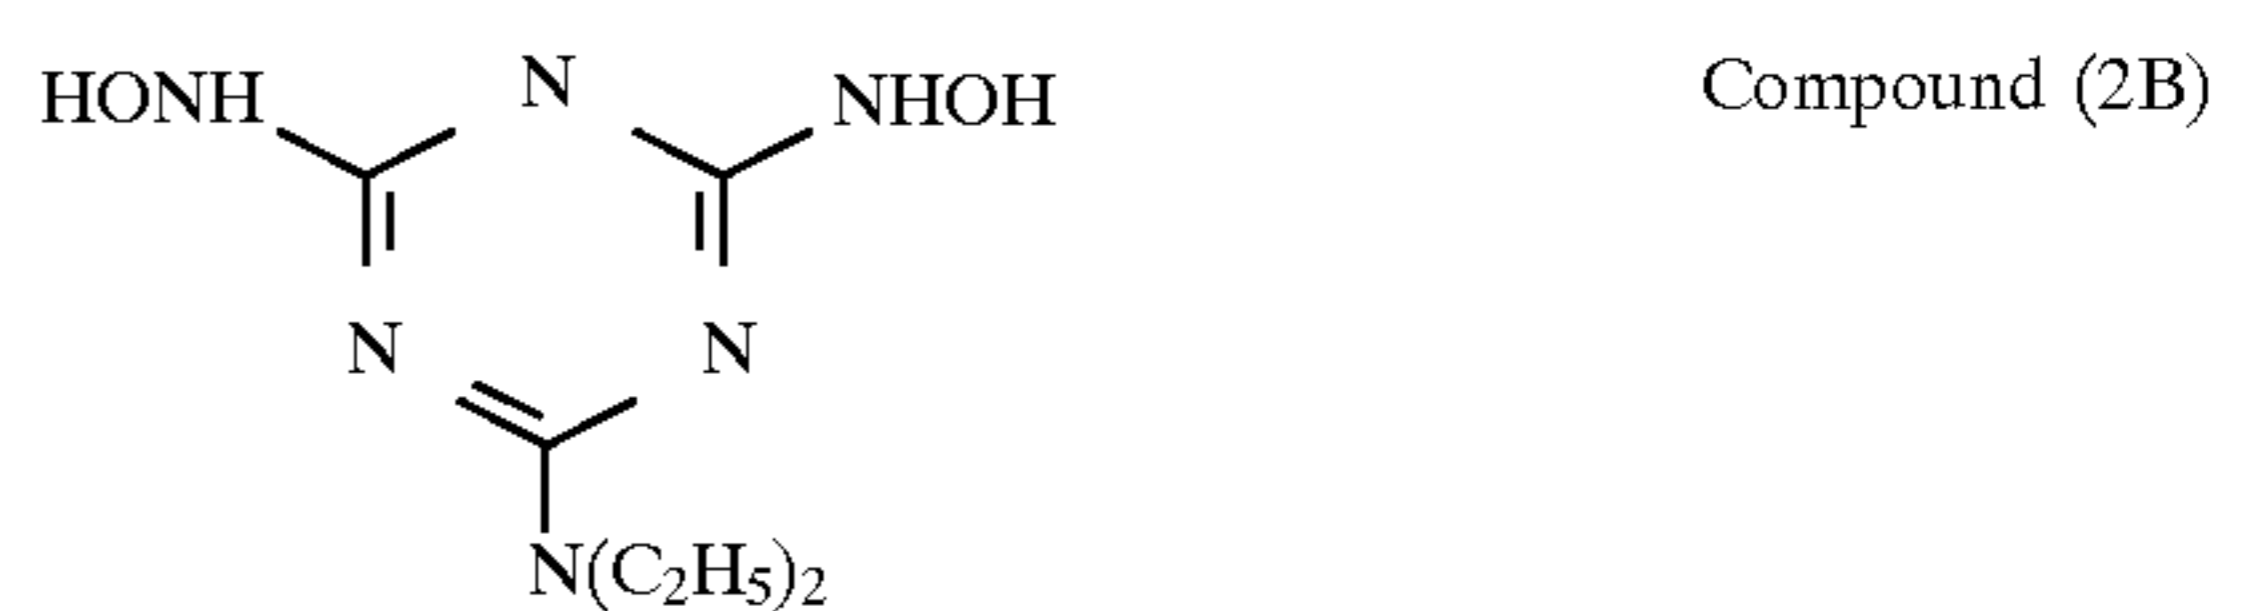 HONH N NHOH Compound (2B)
N N
N(C₂H₅)₂